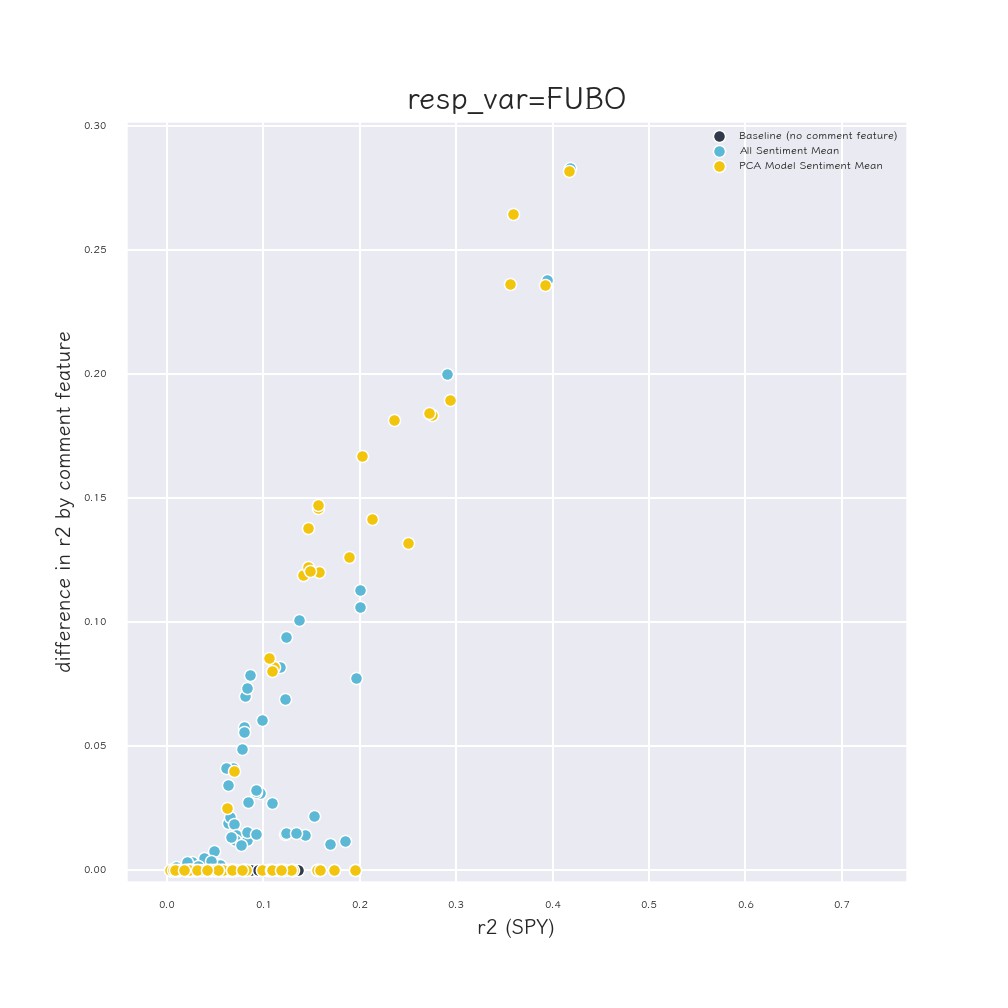 resp_var=FUBO
Baseline (no comment feature)
All Sentiment Mean
PCA Model Sentiment Mean
difference in r2 by comment feature
0.30
0.25
0.20
0.15
0.10
0.05
0.00
0.0 0.1 0.2 0.3 0.4 0.5 0.6 0.7
r2 (SPY)